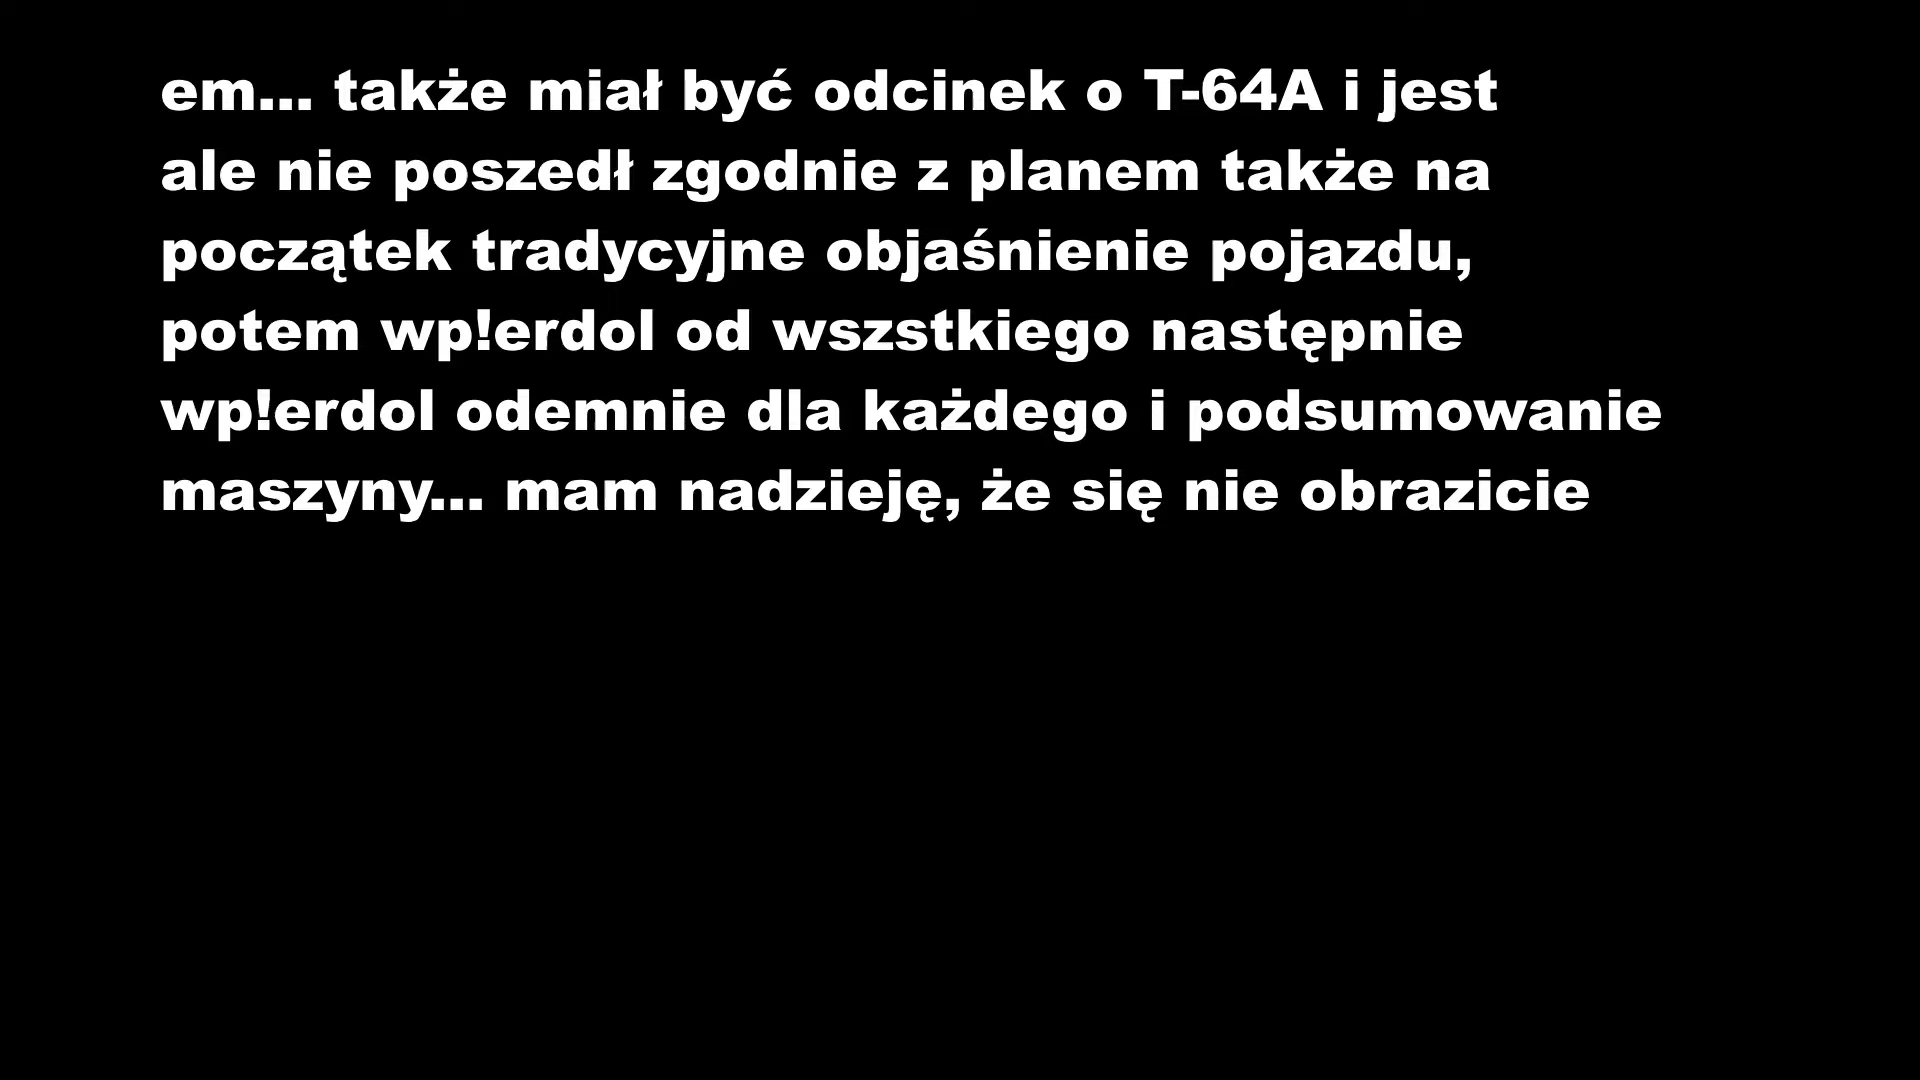 em... także miał być odcinek o T-64A i jest
ale nie poszedł zgodnie z planem także na
początek tradycyjne objaśnienie pojazdu,
potem wp!erdol od wszstkiego następnie
wp!erdol odemnie dla każdego i podsumowanie
maszyny... mam nadzieję, że się nie obrazicie